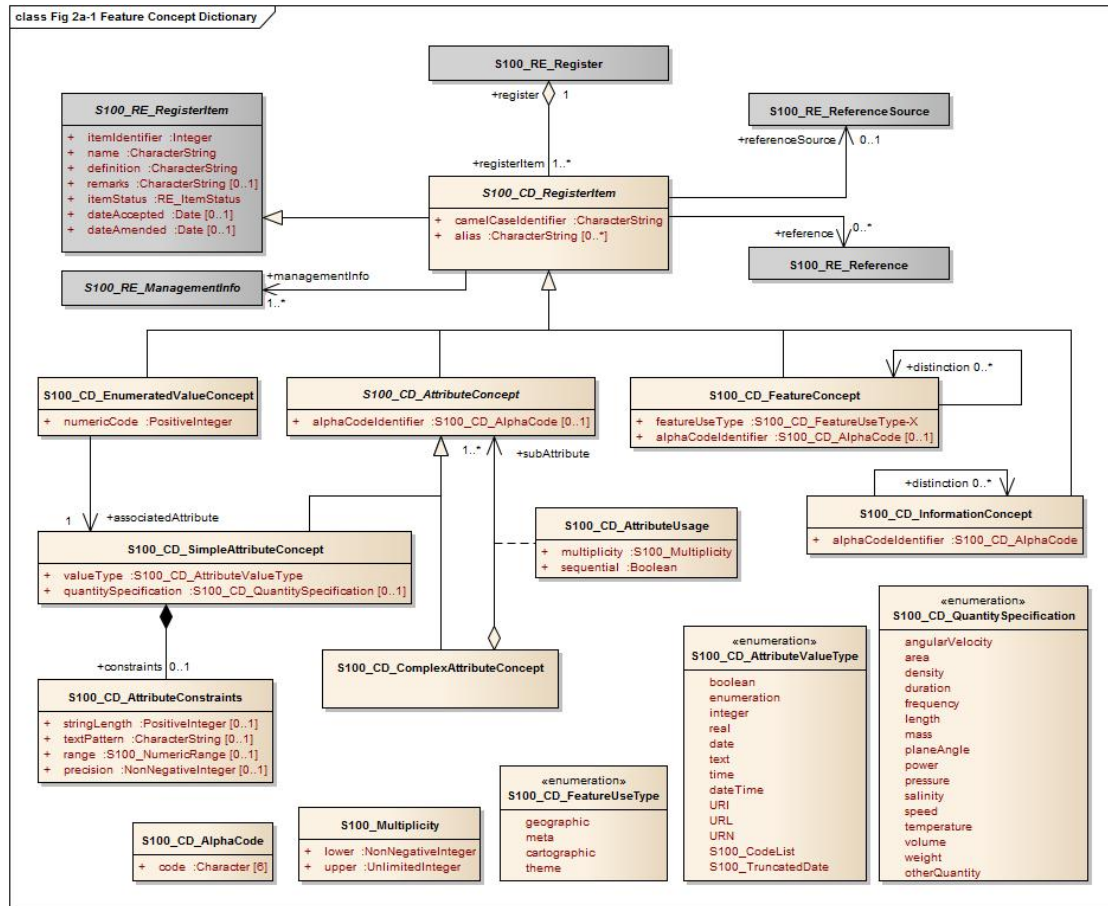 class Fig 2a-1 Feature Concept Dictionary
S100_RE_Register
+register 1
S100_RE_RegisterItem
+ itemIdentifier :Integer
+ name :CharacterString
+ definition :CharacterString
+ remarks :CharacterString [0..1]
+ itemStatus :RE_ItemStatus
+ dateAccepted :Date [0..1]
+ dateAmended :Date [0..1]
S100_RE_ReferenceSource
+referenceSource 0..1
+registerItem 1..*
S100_CD_RegisterItem
+ camelCaseIdentifier :CharacterString
+ alias :CharacterString [0..*]
+reference 0..*
S100_RE_Reference
+managementInfo
1..*
S100_RE_ManagementInfo
S100_CD_EnumeratedValueConcept
+ numericCode :PositiveInteger
S100_CD_AttributeConcept
+ alphaCodeIdentifier :S100_CD_AlphaCode [0..1]
+distinction 0..*
S100_CD_FeatureConcept
+ featureUseType :S100_CD_FeatureUseType-X
+ alphaCodeIdentifier :S100_CD_AlphaCode [0..1]
1..*
+subAttribute
+distinction 0..*
S100_CD_InformationConcept
+ alphaCodeIdentifier :S100_CD_AlphaCode
1
+associatedAttribute
S100_CD_SimpleAttributeConcept
+ valueType :S100_CD_AttributeValueType
+ quantitySpecification :S100_CD_QuantitySpecification [0..1]
S100_CD_AttributeUsage
+ multiplicity :S100_Multiplicity
+ sequential :Boolean
+constraints 0..1
S100_CD_ComplexAttributeConcept
S100_CD_AttributeConstraints
+ stringLength :PositiveInteger [0..1]
+ textPattern :CharacterString [0..1]
+ range :S100_NumericRange [0..1]
+ precision :NonNegativeInteger [0..1]
«enumeration»
S100_CD_AttributeValueType
boolean
enumeration
integer
real
date
text
time
dateTime
URI
URL
URN
S100_CodeList
S100_TruncatedDate
«enumeration»
S100_CD_QuantitySpecification
angularVelocity
area
density
duration
frequency
length
mass
planeAngle
power
pressure
salinity
speed
temperature
volume
weight
otherQuantity
S100_CD_AlphaCode
+ code :Character [6]
S100_Multiplicity
+ lower :NonNegativeInteger
+ upper :UnlimitedInteger
«enumeration»
S100_CD_FeatureUseType
geographic
meta
cartographic
theme